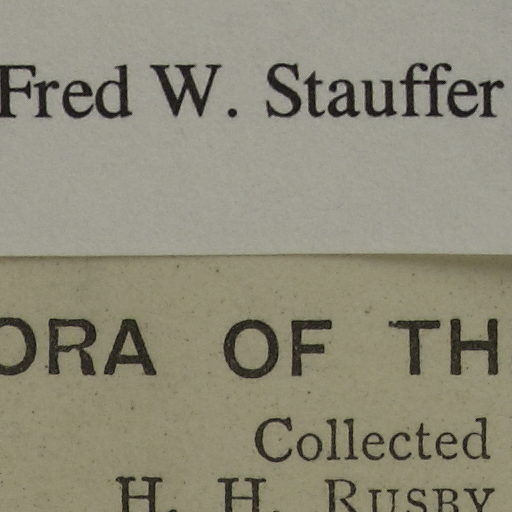 Fred W. Stauffer
ORA OF TH
Collected
H. H. RUSBY